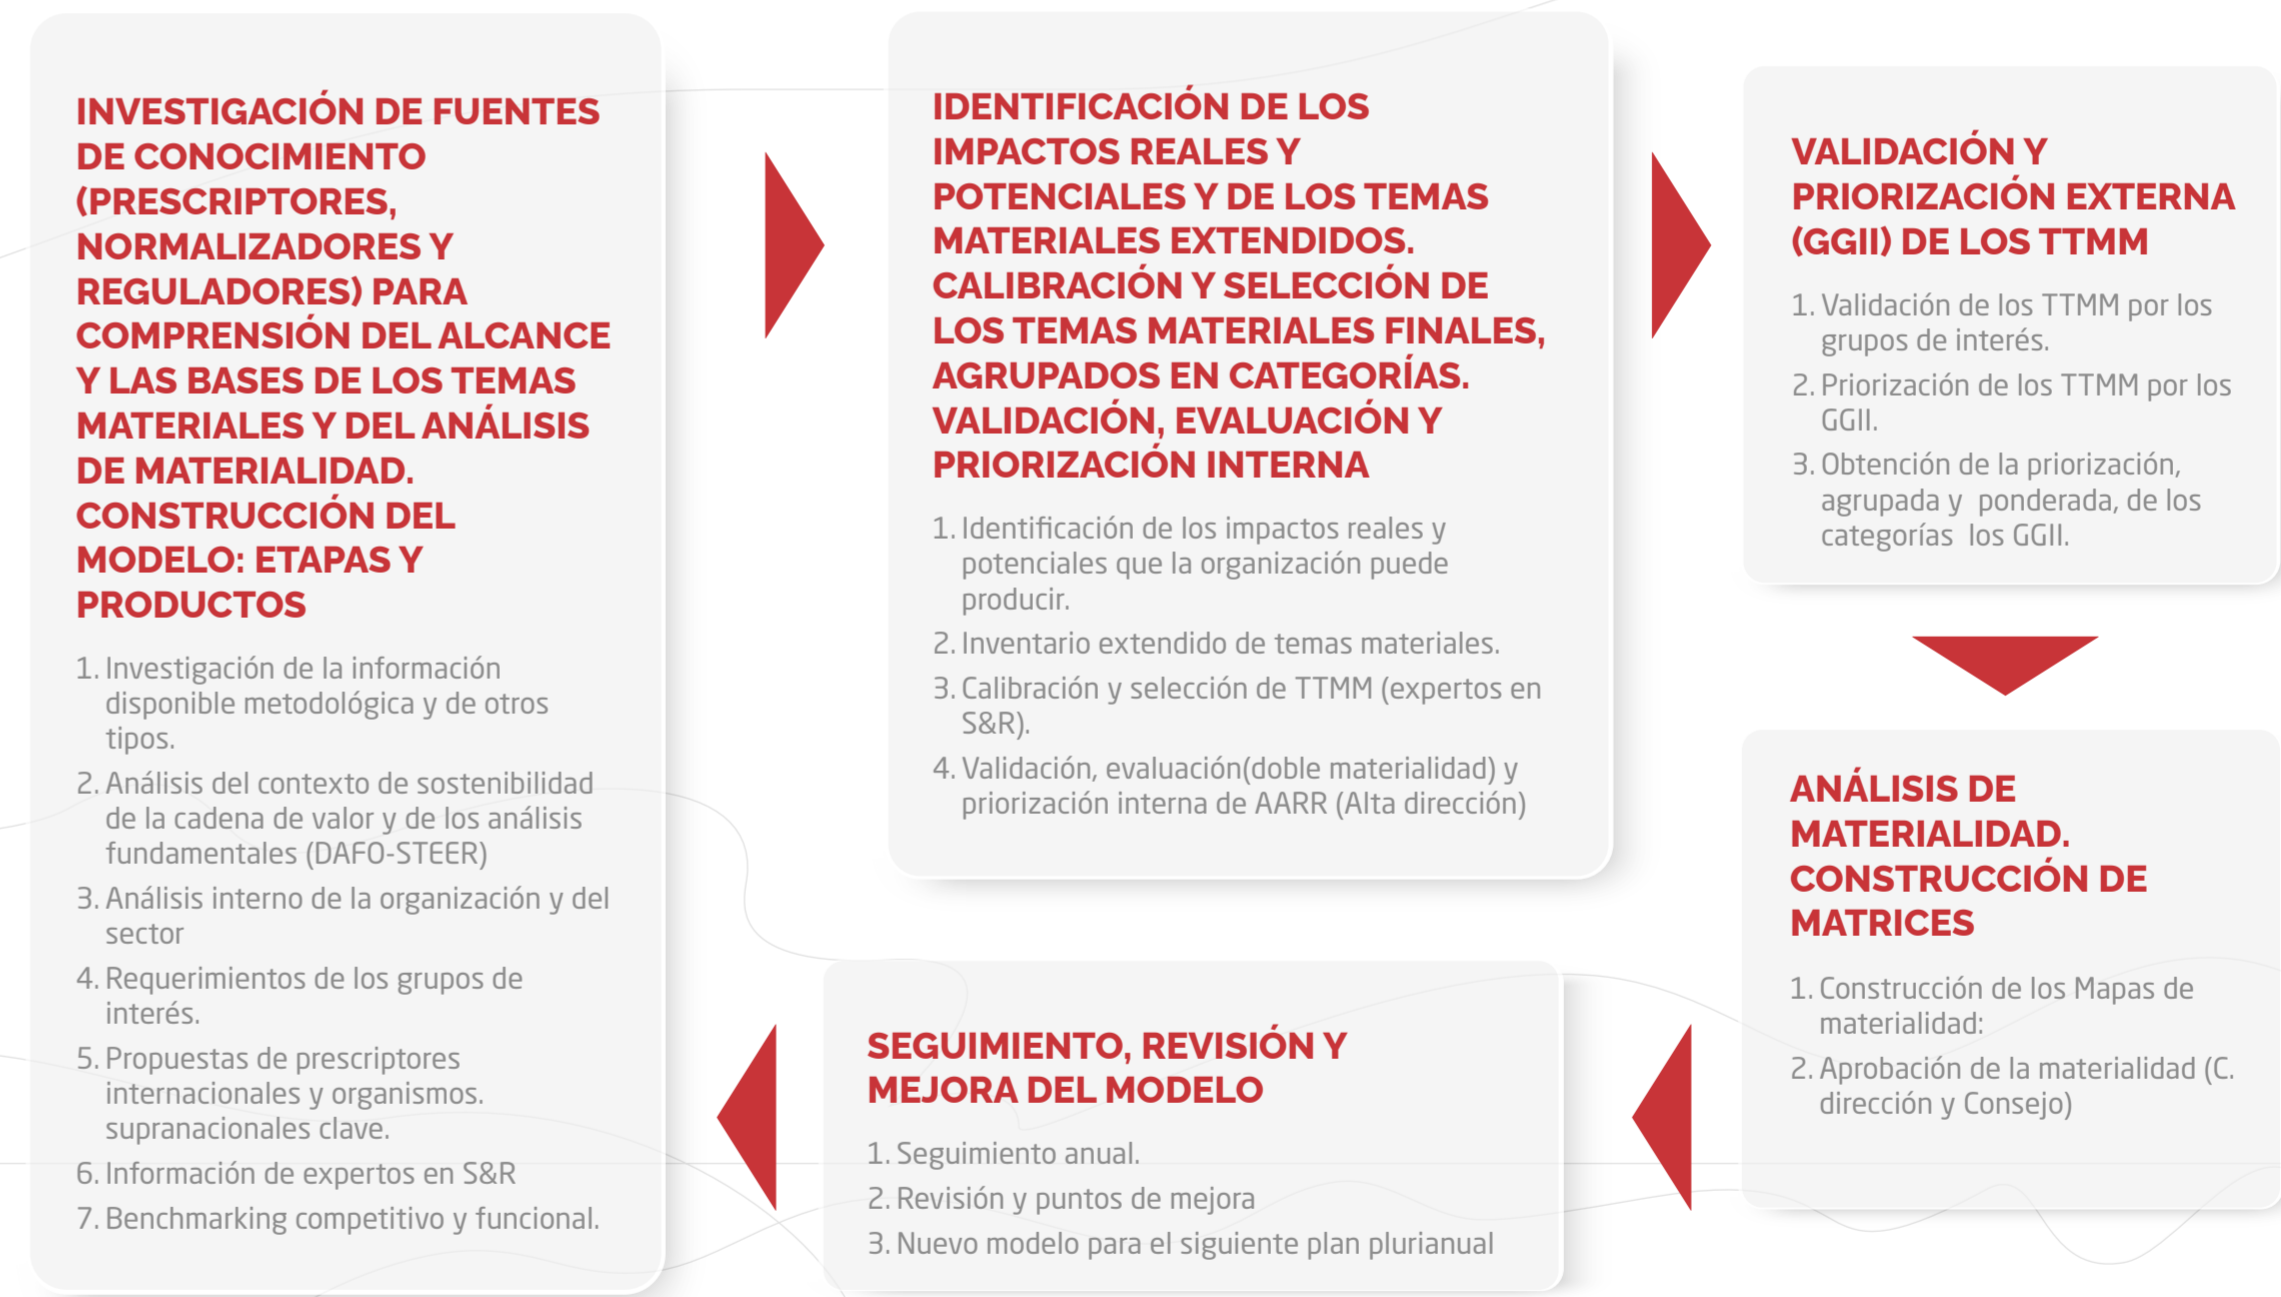 INVESTIGACIÓN DE FUENTES
DE CONOCIMIENTO
(PRESCRIPTORES,
NORMALIZADORES Y
REGULADORES) PARA
COMPRENSIÓN DEL ALCANCE
Y LAS BASES DE LOS TEMAS
MATERIALES Y DEL ANÁLISIS
DE MATERIALIDAD.
CONSTRUCCIÓN DEL
MODELO: ETAPAS Y
PRODUCTOS
1. Investigación de la información
disponible metodológica y de otros
tipos.
2. Análisis del contexto de sostenibilidad
de la cadena de valor y de los análisis
fundamentales (DAFO-STEER)
3. Análisis interno de la organización y del
sector
4. Requerimientos de los grupos de
interés.
5. Propuestas de prescriptores
internacionales y organismos.
supranacionales clave.
6. Información de expertos en S&R
7. Benchmarking competitivo y funcional.
IDENTIFICACIÓN DE LOS
IMPACTOS REALES Y
POTENCIALES Y DE LOS TEMAS
MATERIALES EXTENDIDOS.
CALIBRACIÓN Y SELECCIÓN DE
LOS TEMAS MATERIALES FINALES,
AGRUPADOS EN CATEGORÍAS.
VALIDACIÓN, EVALUACIÓN Y
PRIORIZACIÓN INTERNA
1. Identificación de los impactos reales y
potenciales que la organización puede
producir.
2. Inventario extendido de temas materiales.
3. Calibración y selección de TTMM (expertos en
S&R).
4. Validación, evaluación(doble materialidad) y
priorización interna de AARR (Alta dirección)
VALIDACIÓN Y
PRIORIZACIÓN EXTERNA
(GGII) DE LOS TTMM
1. Validación de los TTMM por los
grupos de interés.
2. Priorización de los TTMM por los
GGII.
3. Obtención de la priorización,
agrupada y  ponderada, de los
categorías  los GGII.
ANÁLISIS DE
MATERIALIDAD.
CONSTRUCCIÓN DE
MATRICES
1. Construcción de los Mapas de
materialidad:
2. Aprobación de la materialidad (C.
dirección y Consejo)
SEGUIMIENTO, REVISIÓN Y
MEJORA DEL MODELO
1. Seguimiento anual.
2. Revisión y puntos de mejora
3. Nuevo modelo para el siguiente plan plurianual